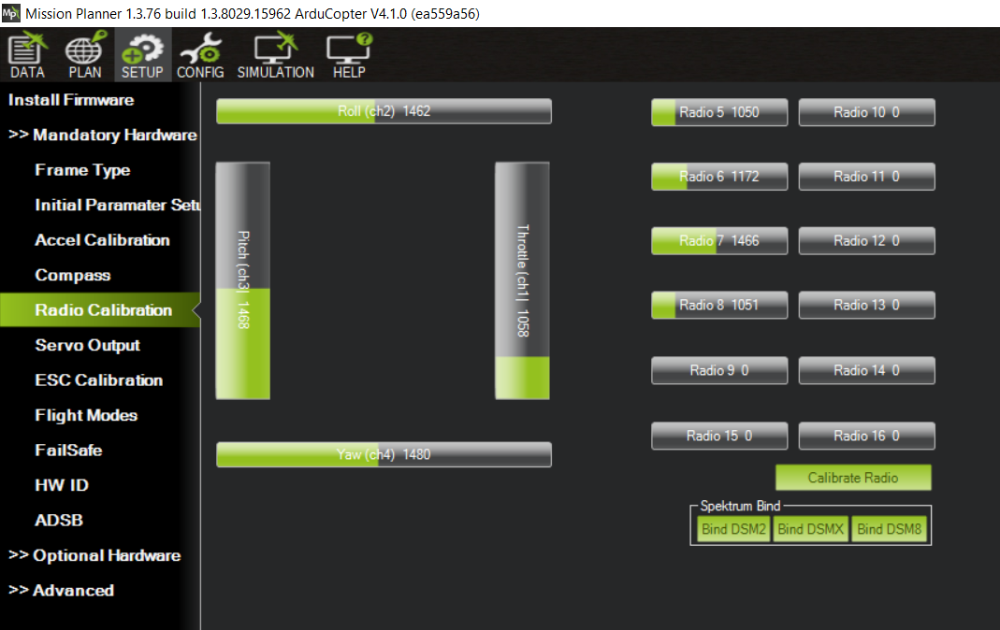 Mp Mission Planner 1.3.76 build 1.3.8029.15962 ArduCopter V4.1.0 (ea559a56)
DATA PLAN SETUP CONFIG SIMULATION HELP
?
Install Firmware
>> Mandatory Hardware
Frame Type
Initial Paramater Setu
Accel Calibration
Compass
Radio Calibration
Servo Output
ESC Calibration
Flight Modes
FailSafe
HW ID
ADSB
>> Optional Hardware
>> Advanced
Roll (ch2) 1462
Pitch (ch3) 1468
Throttle (ch1) 1058
Yaw (ch4) 1480
Radio 5 1050
Radio 10 0
Radio 6 1172
Radio 11 0
Radio 7 1466
Radio 12 0
Radio 8 1051
Radio 13 0
Radio 9 0
Radio 14 0
Radio 15 0
Radio 16 0
Calibrate Radio
Spektrum Bind
Bind DSM2 Bind DSMX Bind DSM8